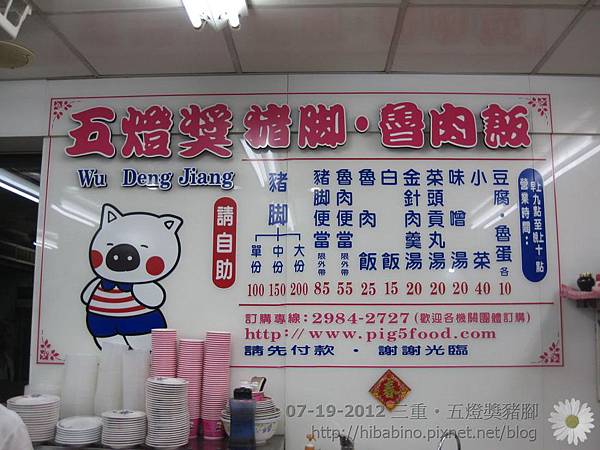 五燈獎豬脚·魯肉飯
Wu Deng Jiang
請自助
豬脚
單份 100
中份 150
大份 200
豬脚便當 限外帶 85
魯肉便當 限外帶 55
魯肉飯 25
白飯 15
金針肉羹湯 20
菜頭貢丸湯 20
味噲湯 20
小菜 40
豆腐·魯蛋 各 10
營業時間:
早上九點至晚上十點
訂購專線:2984-2727(歡迎各機關團體訂購)
http://www.pig5food.com
請先付款·謝謝光臨
07-19-2012 三重·五燈獎豬腳
http://hibabino.pixnet.net/blog